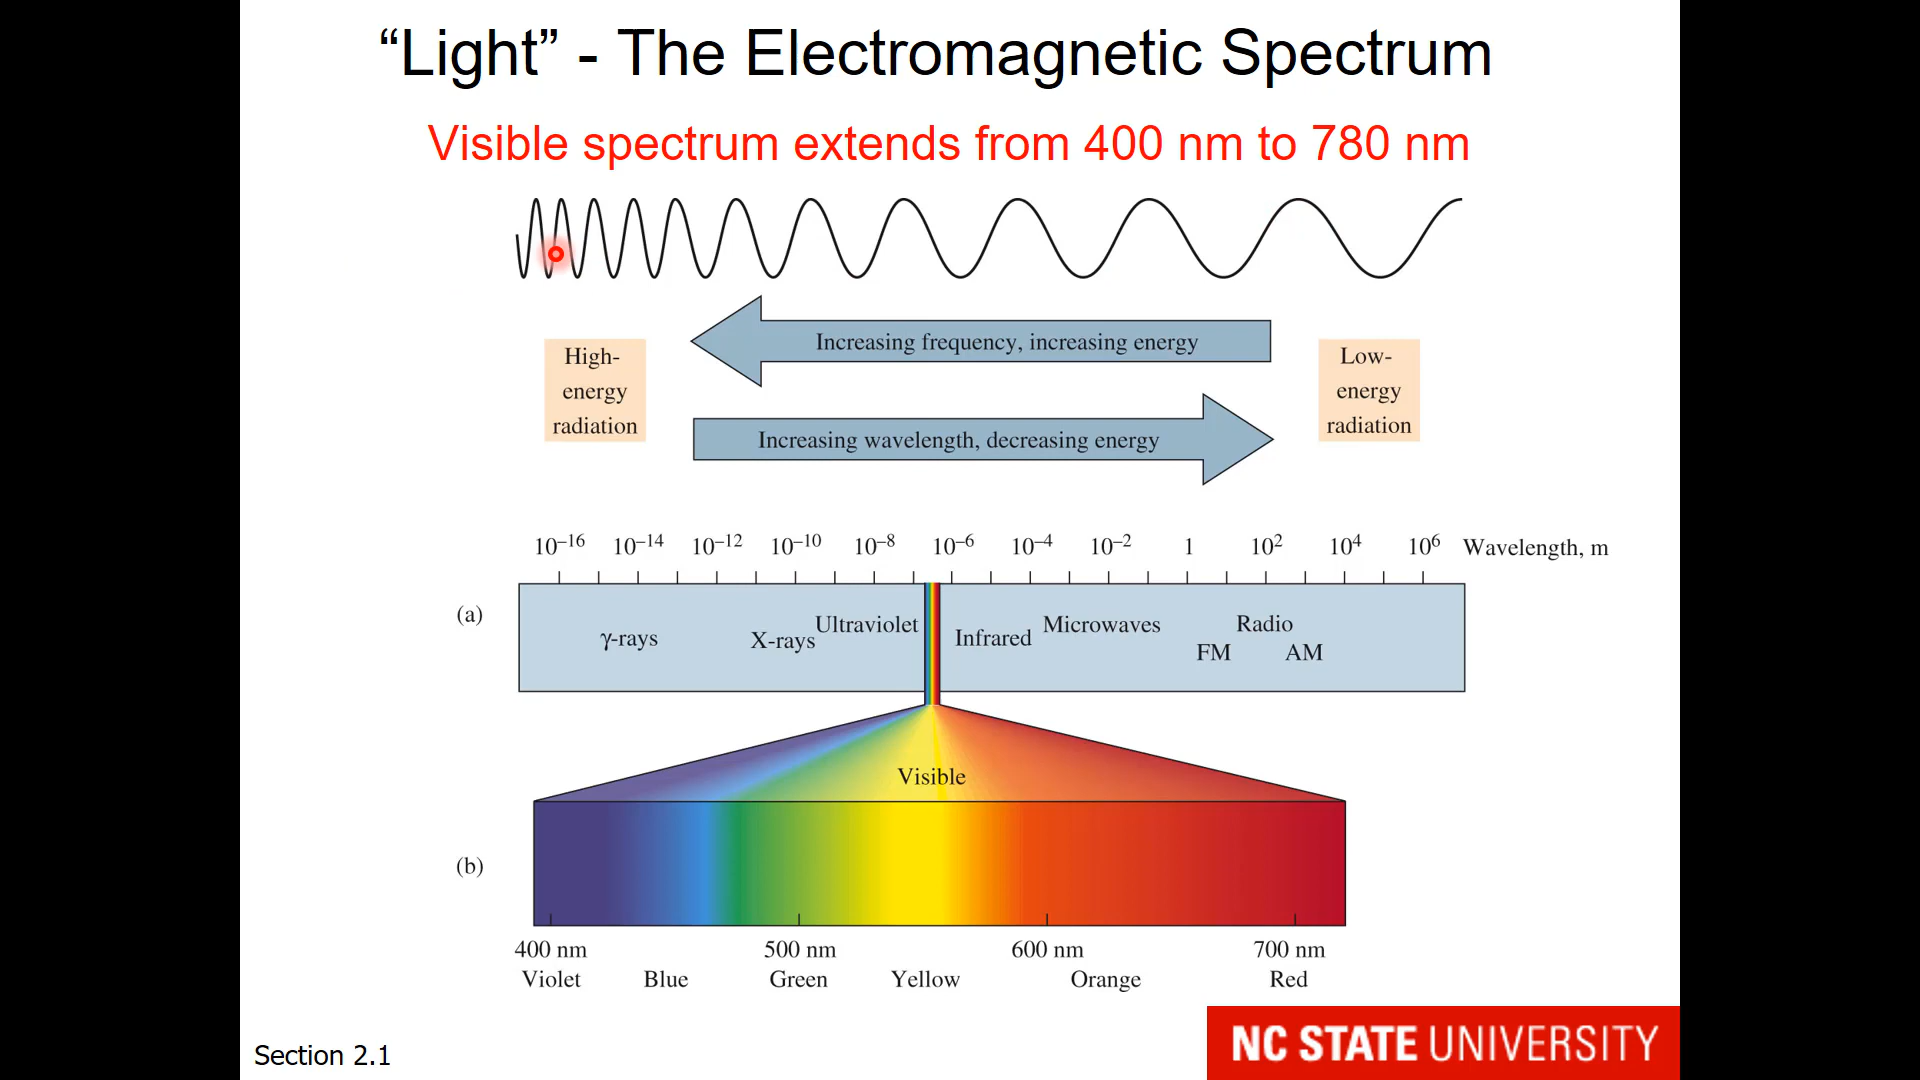 “Light” - The Electromagnetic Spectrum
Visible spectrum extends from 400 nm to 780 nm
Increasing frequency, increasing energy
High-
energy
radiation
Low-
energy
radiation
Increasing wavelength, decreasing energy
10⁻¹⁶ 10⁻¹⁴ 10⁻¹² 10⁻¹⁰ 10⁻⁸ 10⁻⁶ 10⁻⁴ 10⁻² 1 10² 10⁴ 10⁶ Wavelength, m
(a)
γ-rays X-rays Ultraviolet Infrared Microwaves Radio
FM AM
Visible
(b)
400 nm 500 nm 600 nm 700 nm
Violet Blue Green Yellow Orange Red
Section 2.1
NC STATE UNIVERSITY